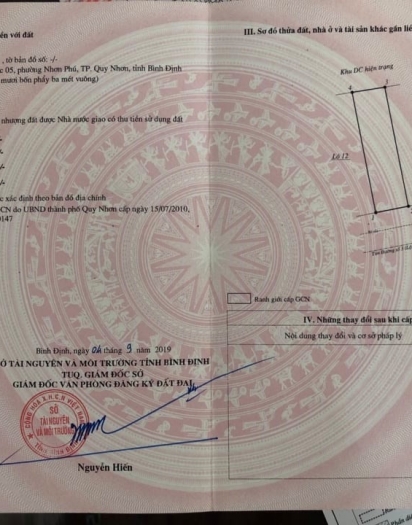 ền với đất
, tờ bản đồ số: -/-
c 05, phường Nhơn Phú, TP. Quy Nhơn, tỉnh Bình Định
mươi bốn phẩy ba mét vuông)
nhượng đất được Nhà nước giao có thu tiền sử dụng đất
c xác định theo bản đồ địa chính
CN do UBND thành phố Quy Nhơn cấp ngày 15/07/2010,
0147
Bình Định, ngày 04 tháng 9 năm 2019
Ở TÀI NGUYÊN VÀ MÔI TRƯỜNG TỈNH BÌNH ĐỊNH
TUQ. GIÁM ĐỐC SỞ
GIÁM ĐỐC VĂN PHÒNG ĐĂNG KÝ ĐẤT ĐAI
SỞ
TÀI NGUYÊN
VÀ MÔI TRƯỜNG
Nguyễn Hiến
III. Sơ đồ thửa đất, nhà ở và tài sản khác gắn liề
Khu DC hiện trạng
Lô 12
Ranh giới cấp GCN
IV. Những thay đổi sau khi cấp
Nội dung thay đổi và cơ sở pháp lý